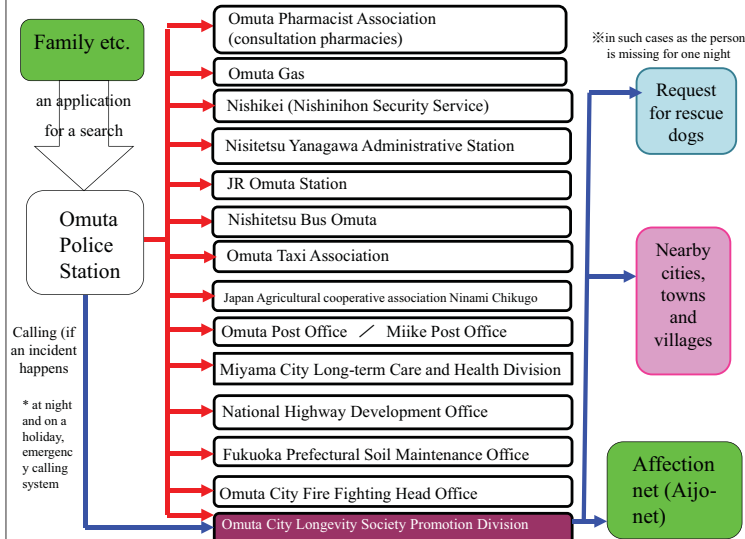 Family etc.
an application
for a search
Omuta
Police
Station
Calling (if
an incident
happens
* at night
and on a
holiday,
emergenc
y calling
system
Omuta Pharmacist Association
(consultation pharmacies)
Omuta Gas
Nishikei (Nishinihon Security Service)
Nisitetsu Yanagawa Administrative Station
JR Omuta Station
Nishitetsu Bus Omuta
Omuta Taxi Association
Japan Agricultural cooperative association Ninami Chikugo
Omuta Post Office ／ Miike Post Office
Miyama City Long-term Care and Health Division
National Highway Development Office
Fukuoka Prefectural Soil Maintenance Office
Omuta City Fire Fighting Head Office
Omuta City Longevity Society Promotion Division
※in such cases as the person
is missing for one night
Request
for rescue
dogs
Nearby
cities,
towns
and
villages
Affection
net (Aijo-
net)